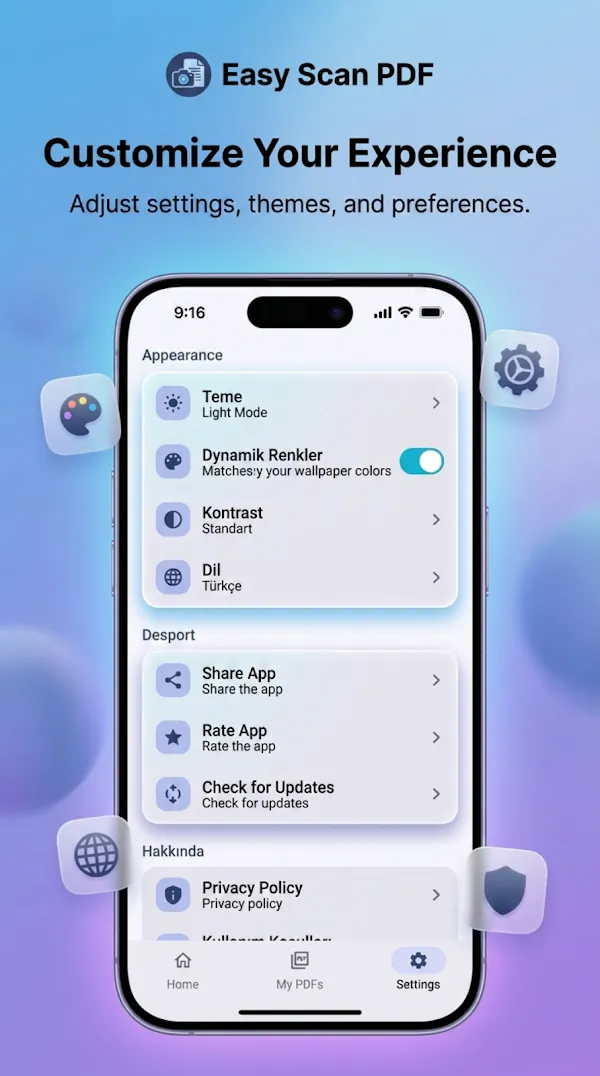 Easy Scan PDF
Customize Your Experience
Adjust settings, themes, and preferences.
9:16
Appearance
Teme
Light Mode
Dynamik Renkler
Matches:y your wallpaper colors
Kontrast
Standart
Dil
Türkçe
Desport
Share App
Share the app
Rate App
Rate the app
Check for Updates
Check for updates
Hakkında
Privacy Policy
Privacy policy
Home
My PDFs
Settings